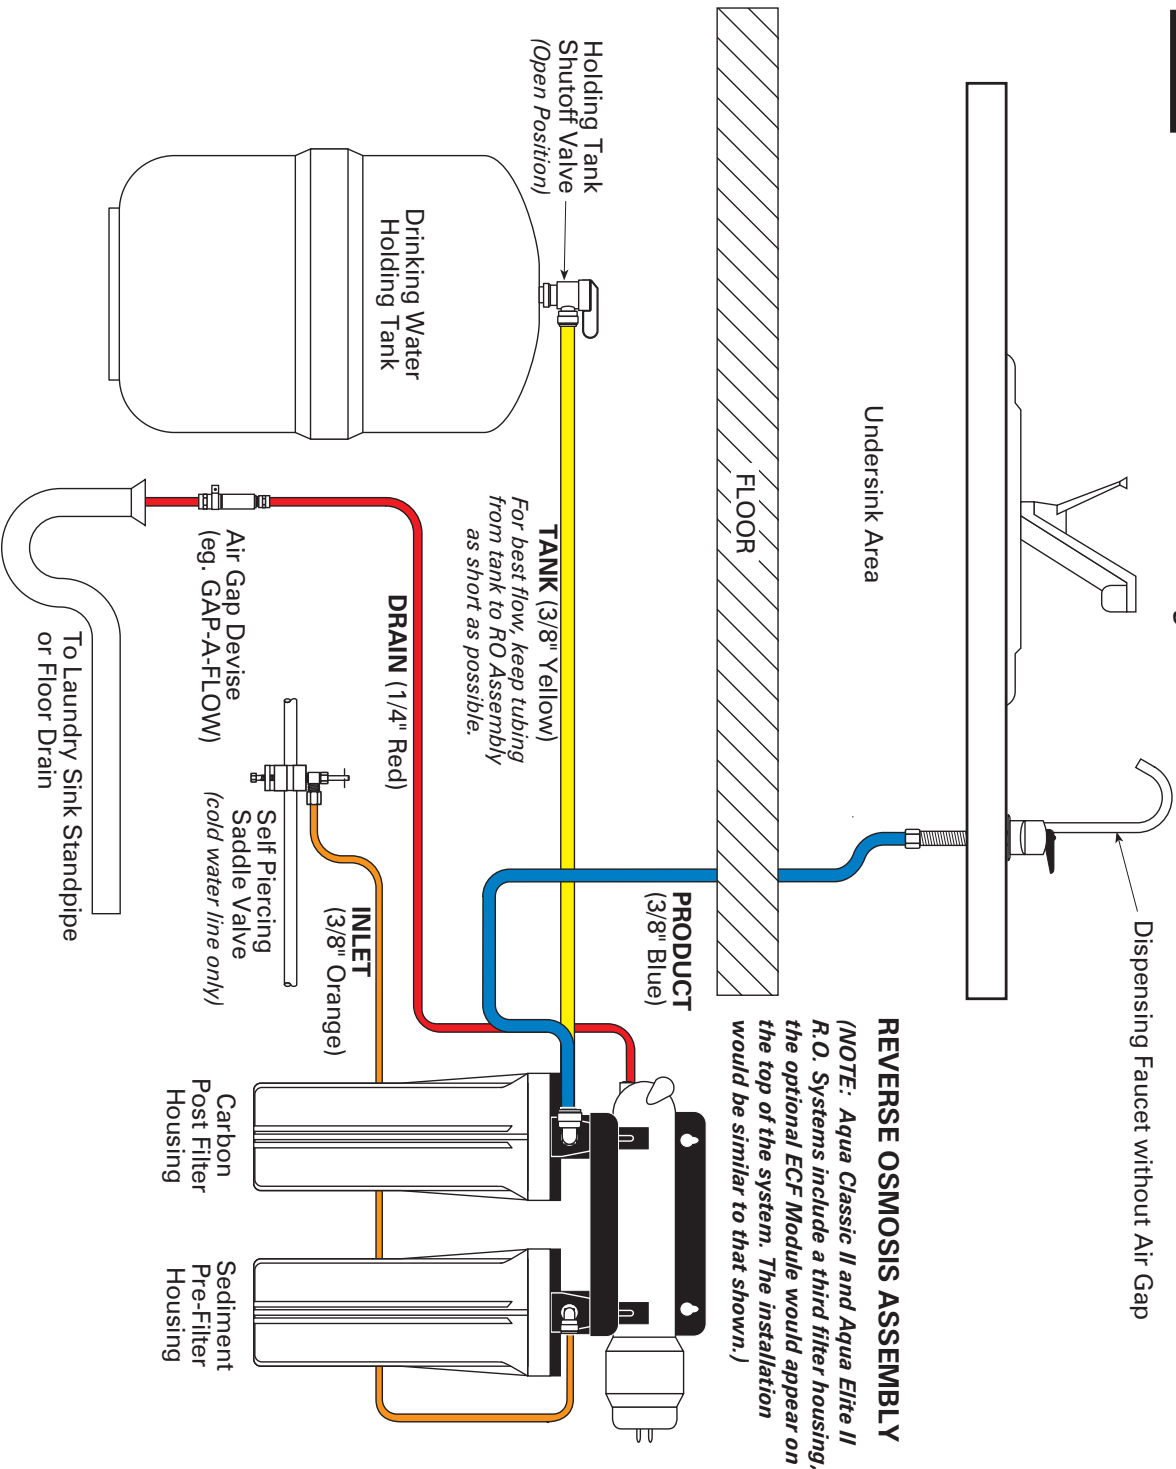 Dispensing Faucet without Air Gap
Undersink Area
FLOOR
REVERSE OSMOSIS ASSEMBLY
(NOTE: Aqua Classic II and Aqua Elite II
R.O. Systems include a third filter housing,
the optional ECF Module would appear on
the top of the system. The installation
would be similar to that shown.)
Holding Tank
Shutoff Valve
(Open Position)
PRODUCT
(3/8" Blue)
TANK (3/8" Yellow)
For best flow, keep tubing
from tank to RO Assembly
as short as possible.
Drinking Water
Holding Tank
DRAIN (1/4" Red)
INLET
(3/8" Orange)
Air Gap Devise
(eg. GAP-A-FLOW)
Self Piercing
Saddle Valve
(cold water line only)
Carbon
Post Filter
Housing
Sediment
Pre-Filter
Housing
To Laundry Sink Standpipe
or Floor Drain